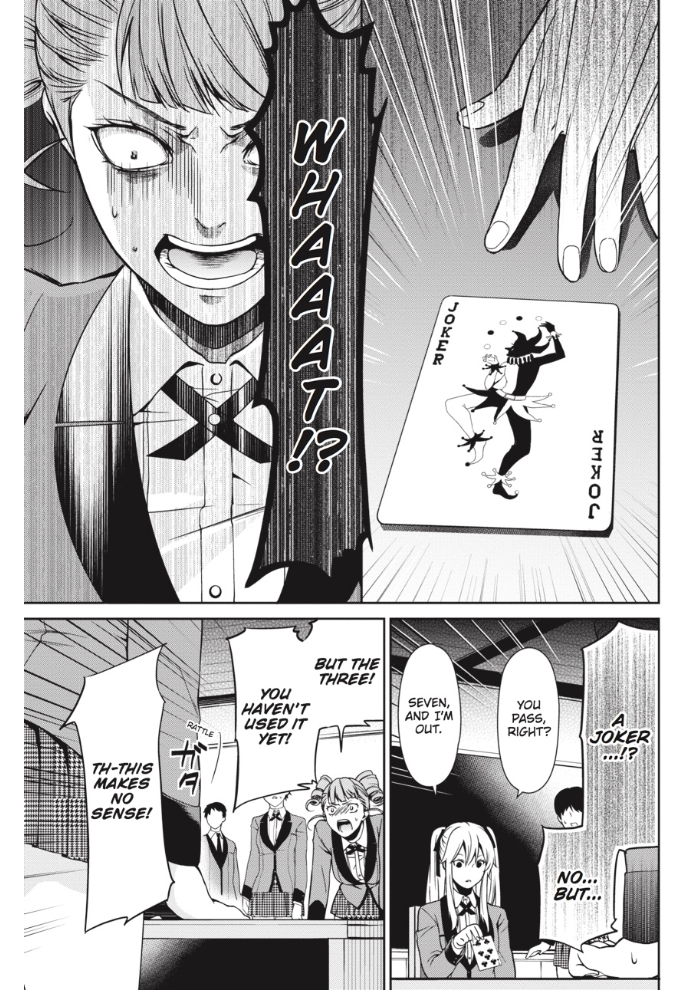 JOKER
JOKER
WHAAAT!?
A
JOKER
...!?
NO...
BUT...
YOU
PASS,
RIGHT?
SEVEN,
AND I'M
OUT.
BUT THE
THREE!
YOU
HAVEN'T
USED IT
YET!
RATTLE
ガタ
TH-THIS
MAKES
NO
SENSE!